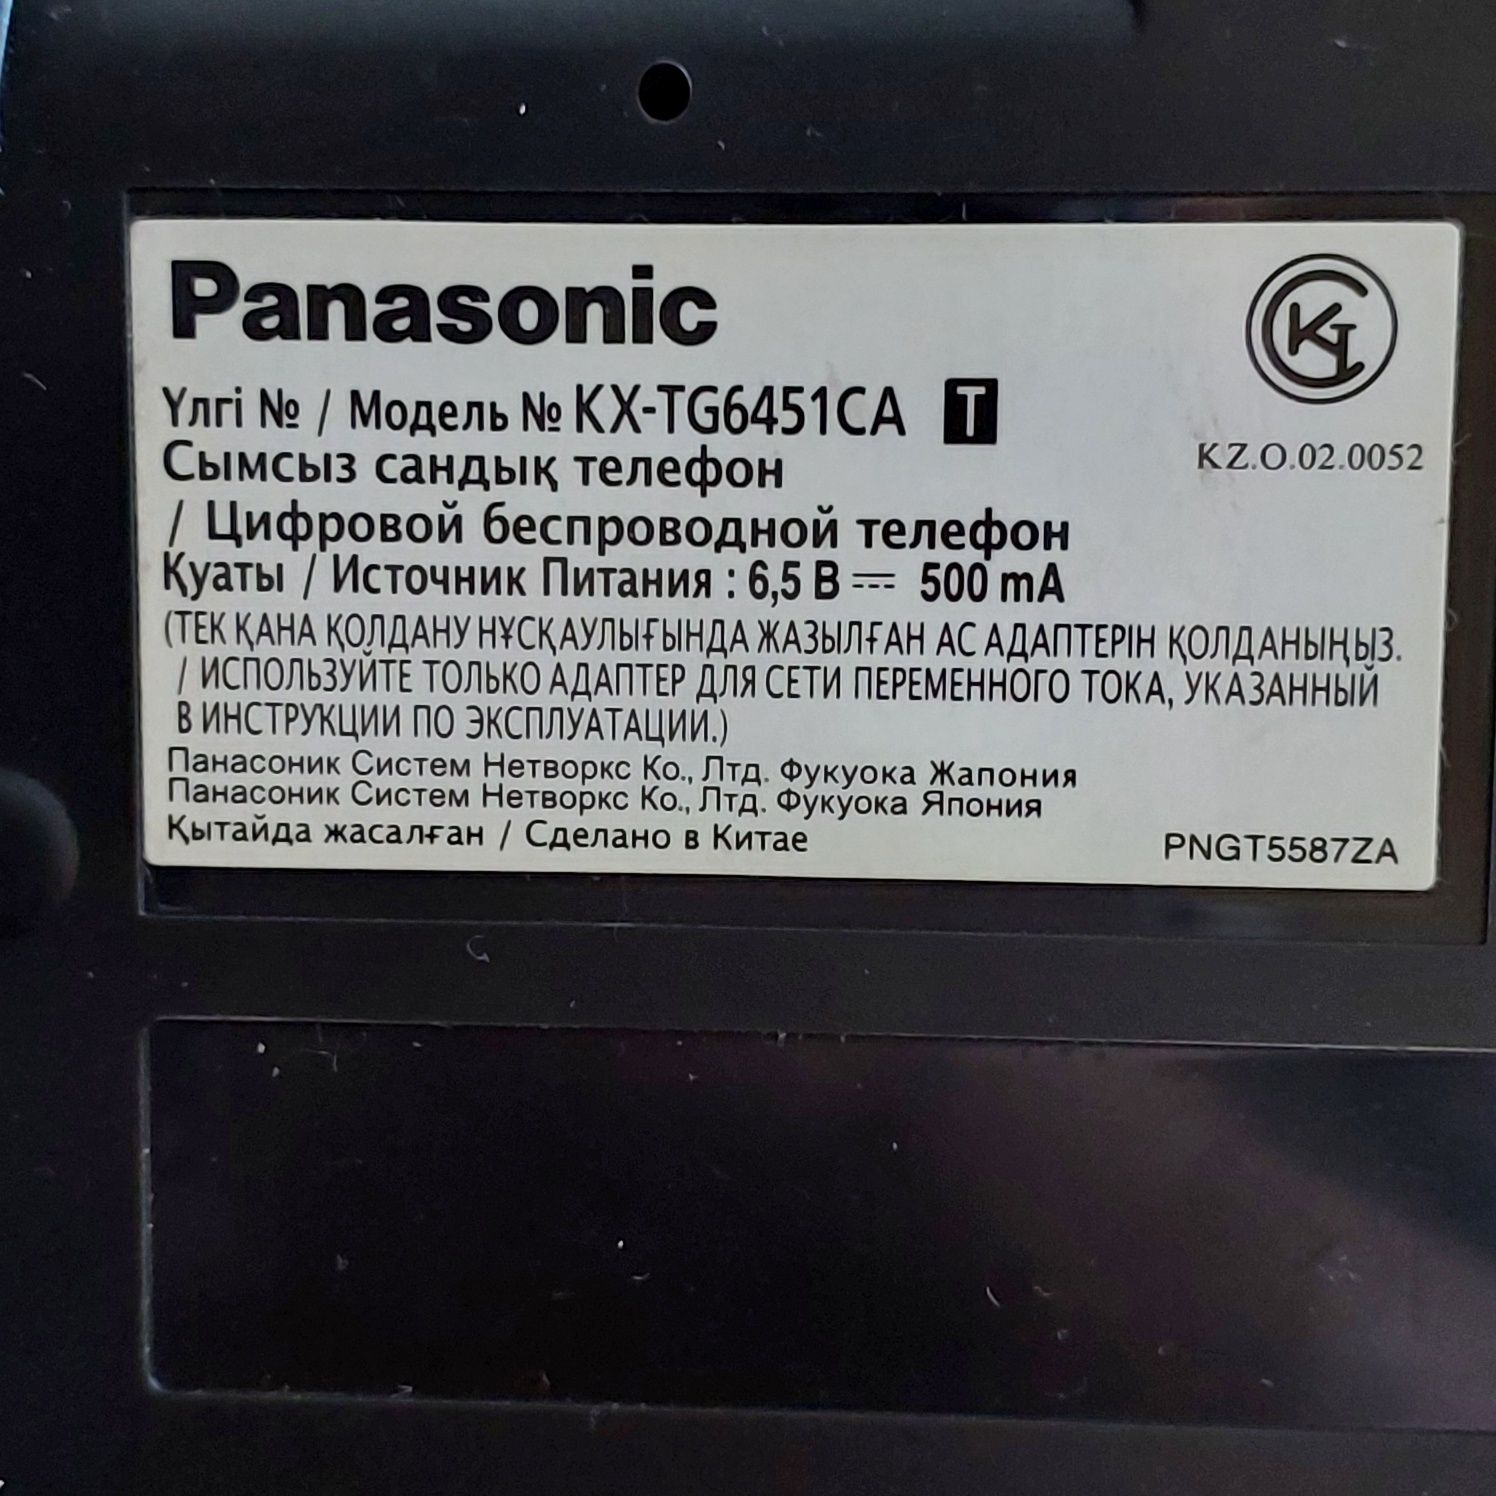 Panasonic
Үлгі № / Модель № KX-TG6451CA T
KZ.O.02.0052
Сымсыз сандық телефон
/ Цифровой беспроводной телефон
Қуаты / Источник Питания : 6,5 В ⎓ 500 mA
(ТЕК ҚАНА ҚОЛДАНУ НҰСҚАУЛЫҒЫНДА ЖАЗЫЛҒАН АС АДАПТЕРІН ҚОЛДАНЫҢЫЗ.
/ ИСПОЛЬЗУЙТЕ ТОЛЬКО АДАПТЕР ДЛЯ СЕТИ ПЕРЕМЕННОГО ТОКА, УКАЗАННЫЙ
В ИНСТРУКЦИИ ПО ЭКСПЛУАТАЦИИ.)
Панасоник Систем Нетворкс Ко., Лтд. Фукуока Жапония
Панасоник Систем Нетворкс Ко., Лтд. Фукуока Япония
Қытайда жасалған / Сделано в Китае
PNGT5587ZA